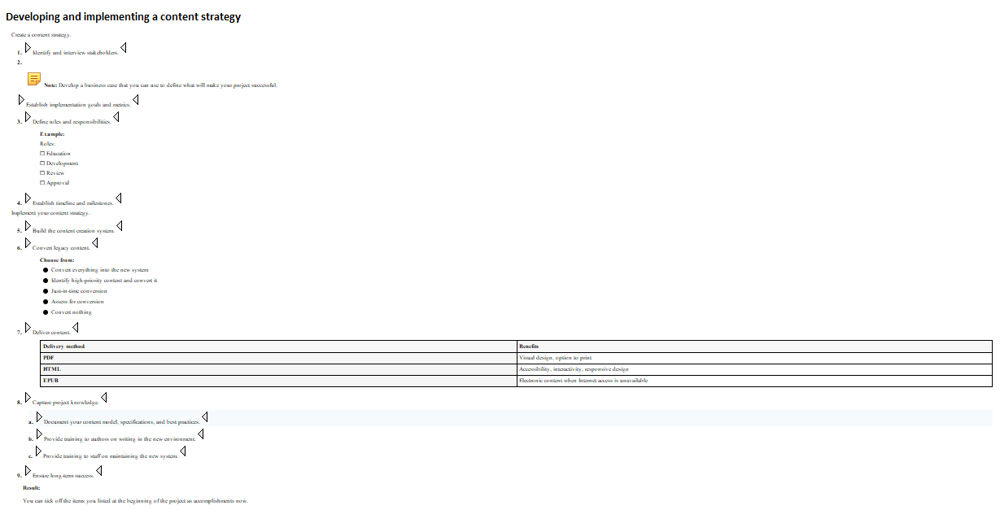 Developing and implementing a content strategy
Create a content strategy.
1. Identify and interview stakeholders.
2.
Note: Develop a business case that you can use to define what will make your project successful.
Establish implementation goals and metrics.
3. Define roles and responsibilities.
Example:
Roles:
☐ Education
☐ Development
☐ Review
☐ Approval
4. Establish timeline and milestones.
Implement your content strategy.
5. Build the content creation system.
6. Convert legacy content.
Choose from:
● Convert everything into the new system
● Identify high-priority content and convert it
● Just-in-time conversion
● Assess for conversion
● Convert nothing
7. Deliver content.
Delivery method Benefits
PDF Visual design, option to print
HTML Accessibility, interactivity, responsive design
EPUB Electronic content when Internet access is unavailable
8. Capture project knowledge.
a. Document your content model, specifications, and best practices.
b. Provide training to authors on writing in the new environment.
c. Provide training to staff on maintaining the new system.
9. Ensure long-term success.
Result:
You can tick off the items you listed at the beginning of the project as accomplishments now.